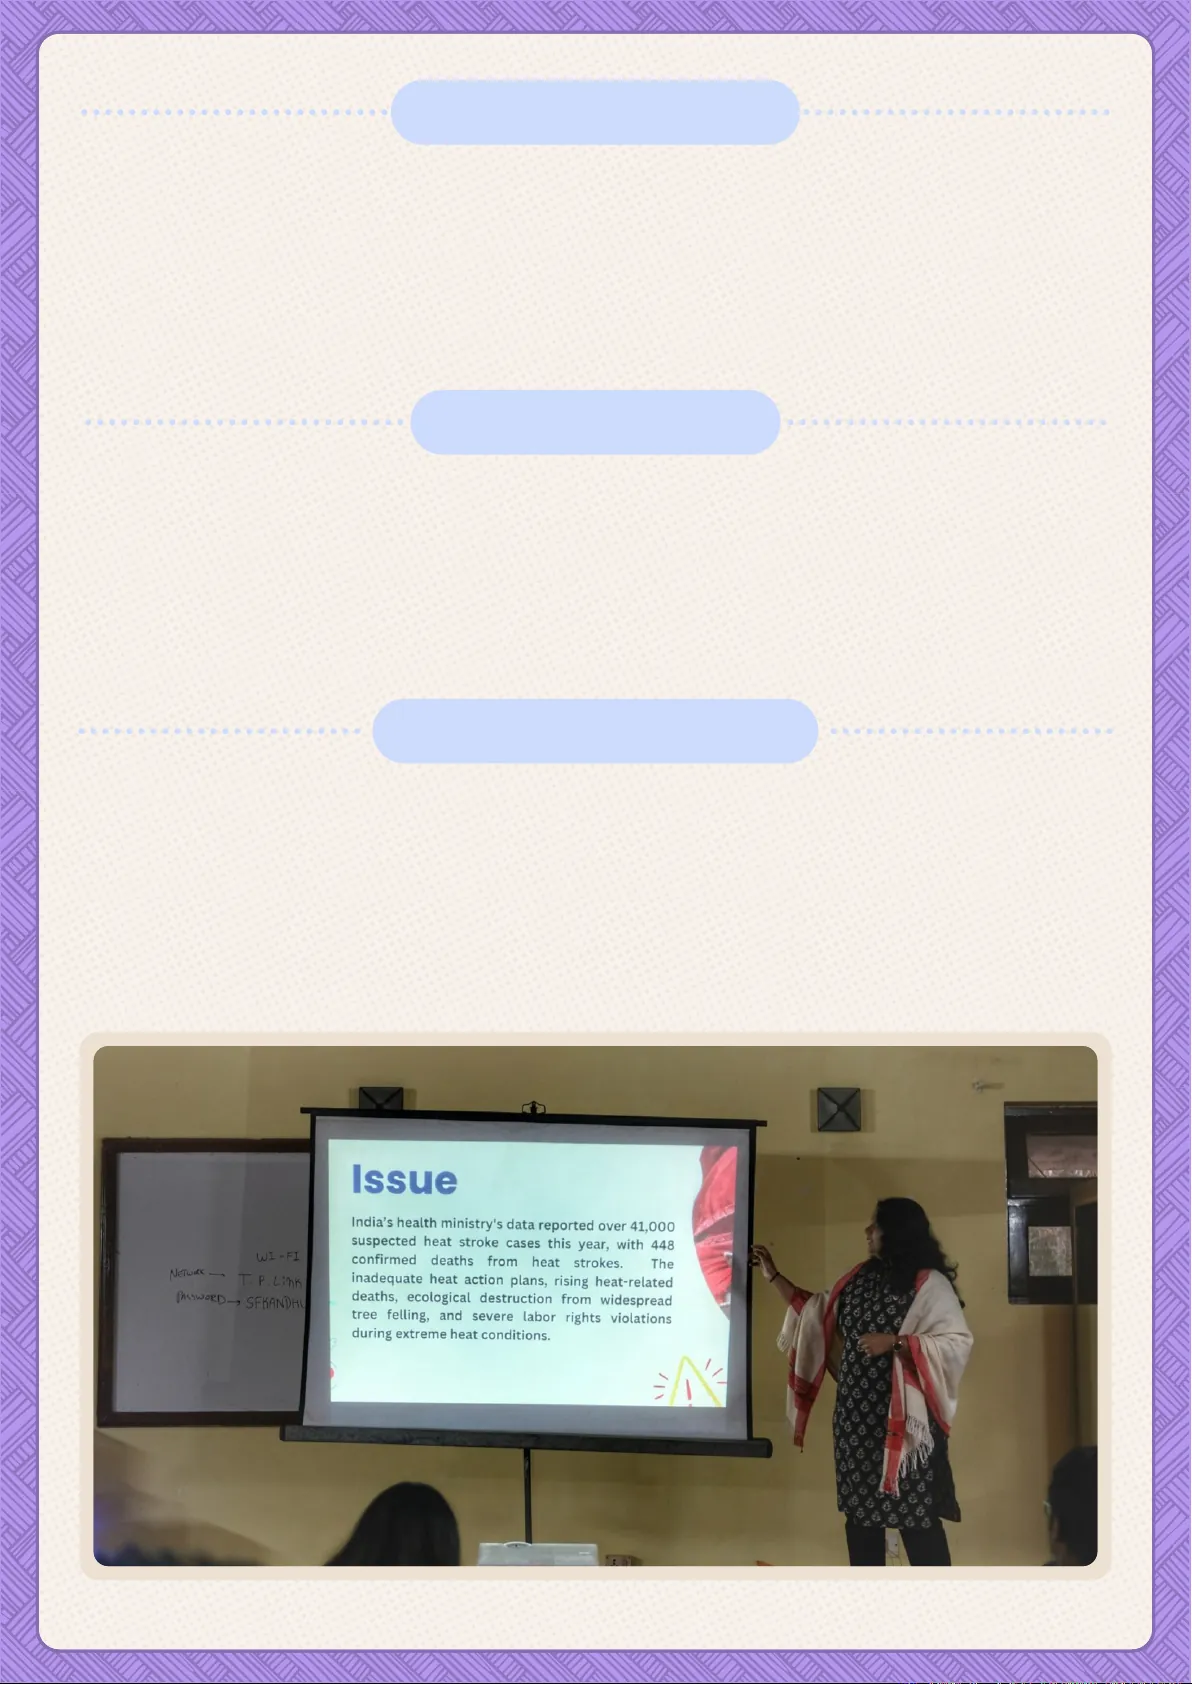 Issue
India's health ministry's data reported over 41,000
suspected heat stroke cases this year, with 448
confirmed deaths from heat strokes. The
inadequate heat action plans, rising heat-related
deaths, ecological destruction from widespread
tree felling, and severe labor rights violations
during extreme heat conditions.
WI-FI
NETWORK → T.P. LINK
PASSWORD →